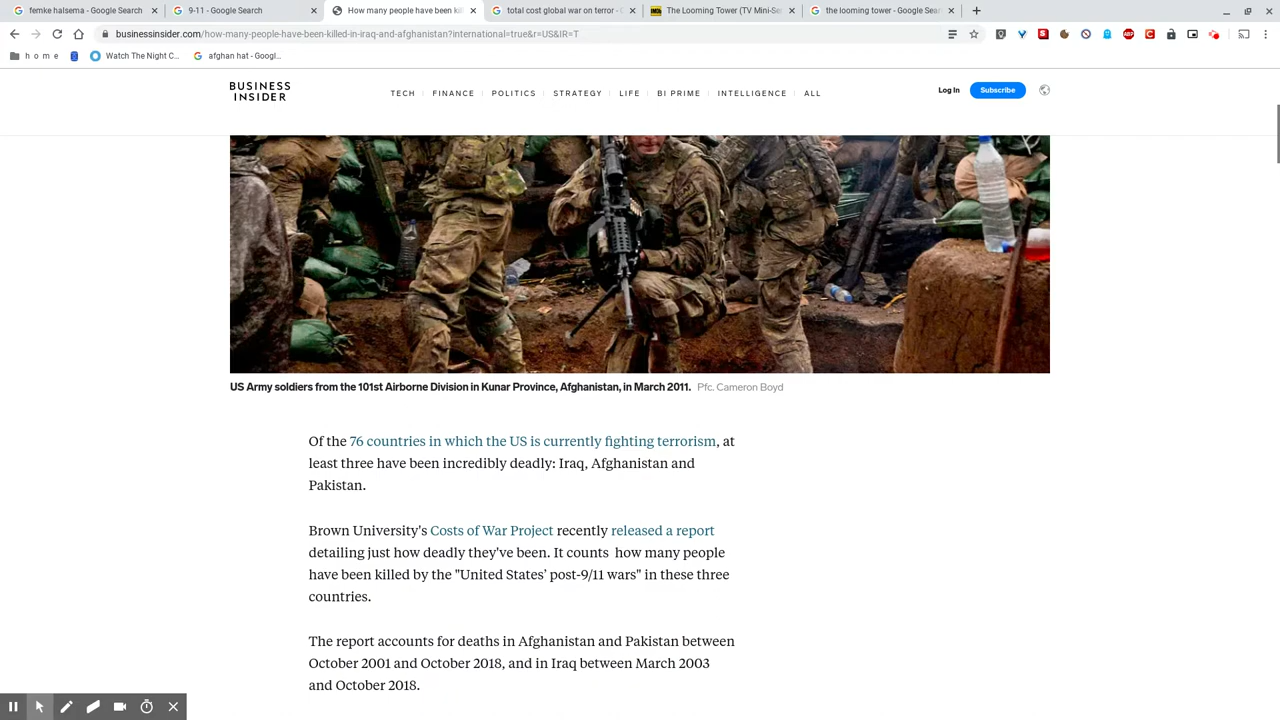 femke halsema - Google Search
9-11 - Google Search
How many people have been kil
total cost global war on terror -
The Looming Tower (TV Mini-Se
the looming tower - Google Sea
businessinsider.com/how-many-people-have-been-killed-in-iraq-and-afghanistan?international=true&r=US&IR=T
h o m e
Watch The Night C...
afghan hat - Googl...
BUSINESS
INSIDER
TECH
FINANCE
POLITICS
STRATEGY
LIFE
BI PRIME
INTELLIGENCE
ALL
Log In
Subscribe
US Army soldiers from the 101st Airborne Division in Kunar Province, Afghanistan, in March 2011. Pfc. Cameron Boyd
Of the 76 countries in which the US is currently fighting terrorism, at
least three have been incredibly deadly: Iraq, Afghanistan and
Pakistan.
Brown University's Costs of War Project recently released a report
detailing just how deadly they've been. It counts how many people
have been killed by the "United States' post-9/11 wars" in these three
countries.
The report accounts for deaths in Afghanistan and Pakistan between
October 2001 and October 2018, and in Iraq between March 2003
and October 2018.